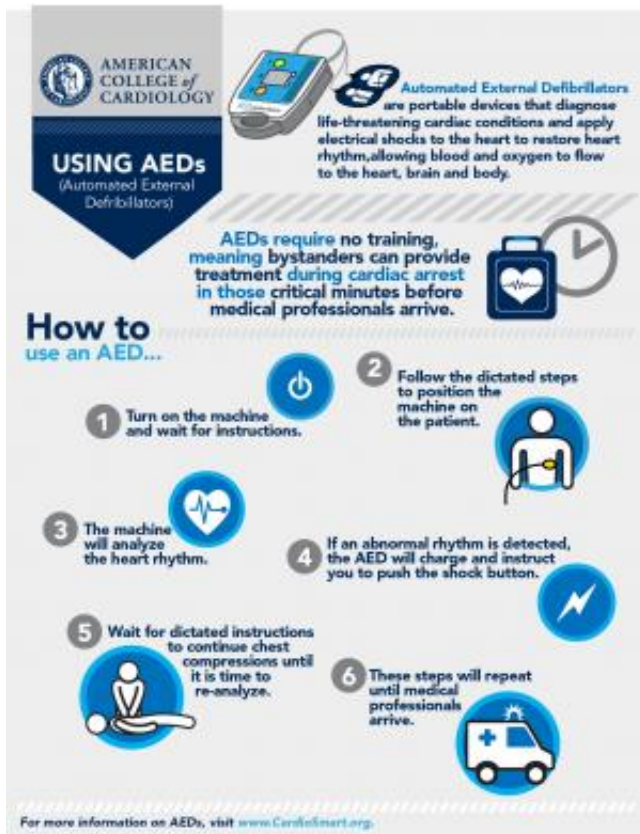 AMERICAN
COLLEGE of
CARDIOLOGY
USING AEDs
(Automated External
Defribillators)
Automated External Defibrillators
are portable devices that diagnose
life-threatening cardiac conditions and apply
electrical shocks to the heart to restore heart
rhythm,allowing blood and oxygen to flow
to the heart, brain and body.
AEDs require no training,
meaning bystanders can provide
treatment during cardiac arrest
in those critical minutes before
medical professionals arrive.
How to
use an AED...
1
Turn on the machine
and wait for instructions.
2
Follow the dictated steps
to position the
machine on
the patient.
3
The machine
will analyze
the heart rhythm.
4
If an abnormal rhythm is detected,
the AED will charge and instruct
you to push the shock button.
5
Wait for dictated instructions
to continue chest
compressions until
it is time to
re-analyze.
6
These steps will repeat
until medical
professionals
arrive.
For more information on AEDs, visit www.CardioSmart.org.